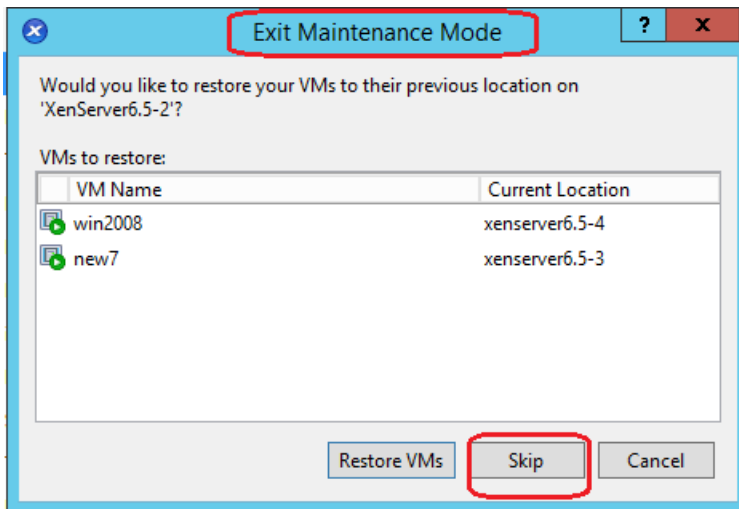 Exit Maintenance Mode
? x
Would you like to restore your VMs to their previous location on
'XenServer6.5-2'?
VMs to restore:
VM Name Current Location
win2008 xenserver6.5-4
new7 xenserver6.5-3
Restore VMs Skip Cancel